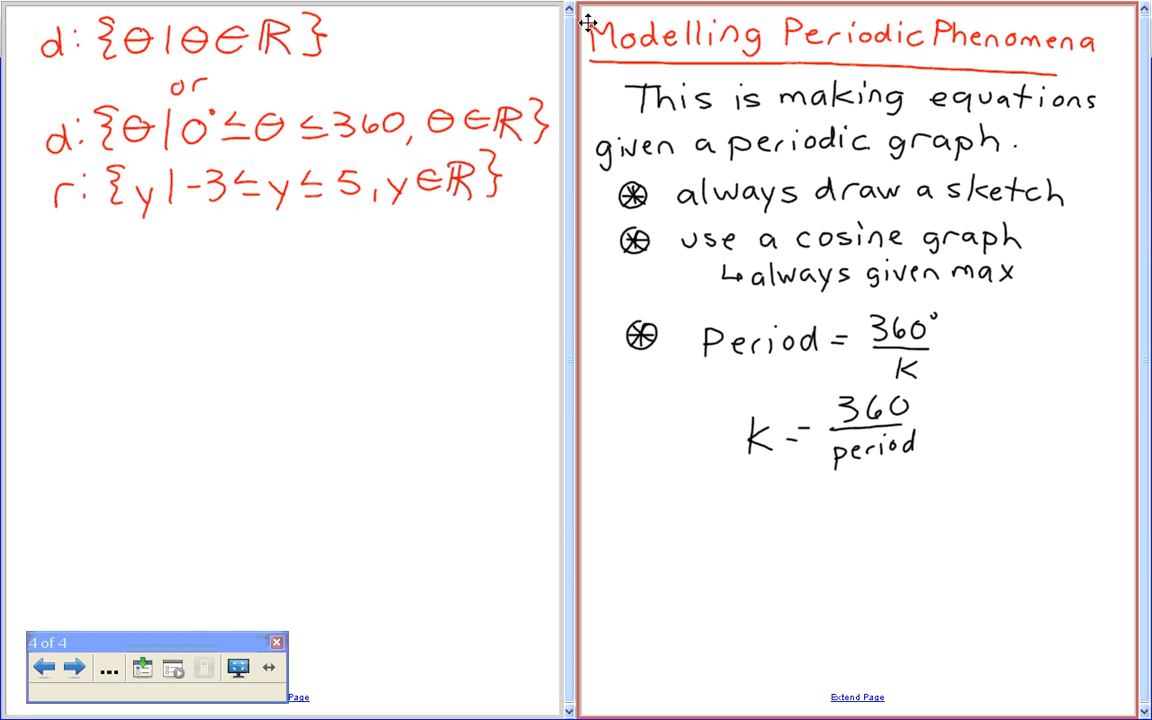 d: {θ | θ ∈ ℝ}
or
d: {θ | 0° ≤ θ ≤ 360, θ ∈ ℝ}
r: {y | -3 ≤ y ≤ 5, y ∈ ℝ}
4 of 4
...
Page
Modelling Periodic Phenomena
This is making equations
given a periodic graph.
⊛ always draw a sketch
⊛ use a cosine graph
↳ always given max
⊛ Period = 360° / K
K = 360 / period
Extend Page